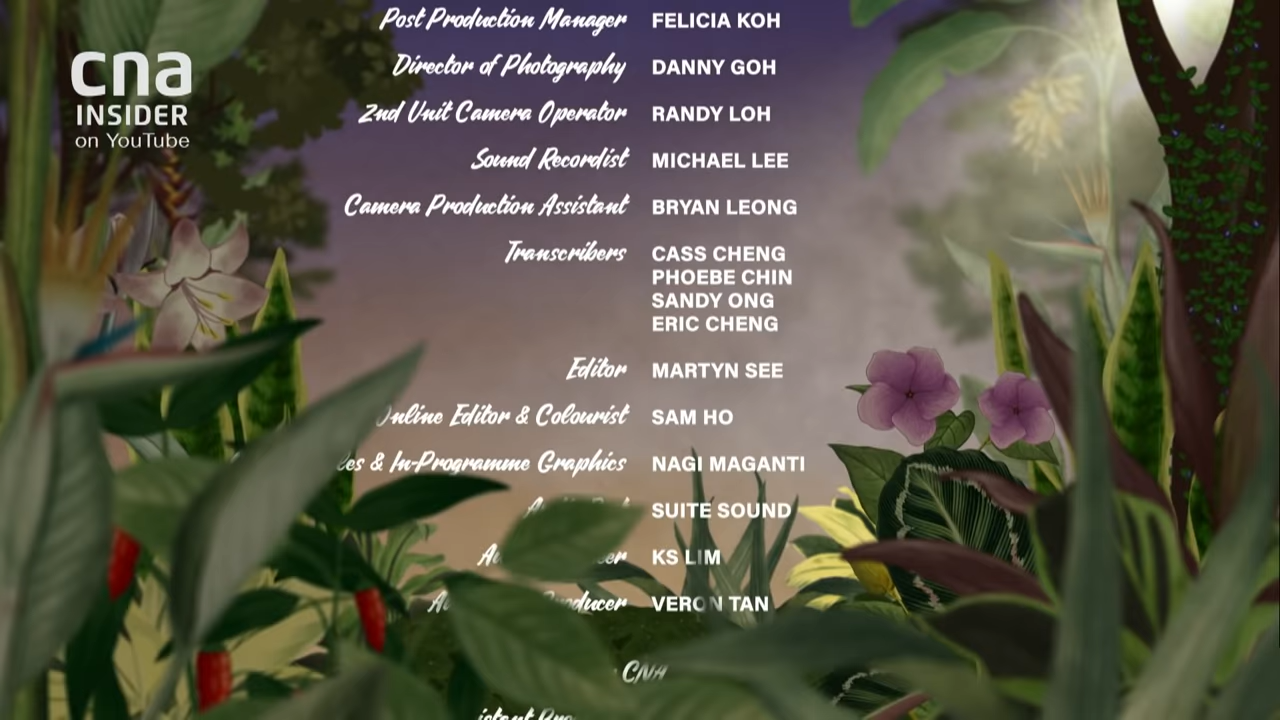 cna
INSIDER
on YouTube
Post Production Manager FELICIA KOH
Director of Photography DANNY GOH
2nd Unit Camera Operator RANDY LOH
Sound Recordist MICHAEL LEE
Camera Production Assistant BRYAN LEONG
Transcribers CASS CHENG
PHOEBE CHIN
SANDY ONG
ERIC CHENG
Editor MARTYN SEE
Online Editor & Colourist SAM HO
& In-Programme Graphics NAGI MAGANTI
SUITE SOUND
KS LIM
Producer VERON TAN
CNA